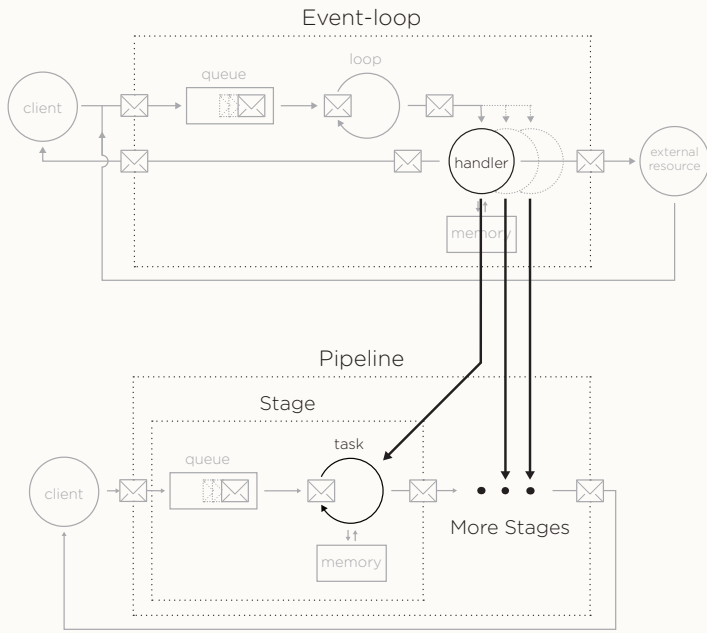 Event-loop
loop
queue
client
handler
external
resource
memory
Pipeline
Stage
task
queue
client
More Stages
memory